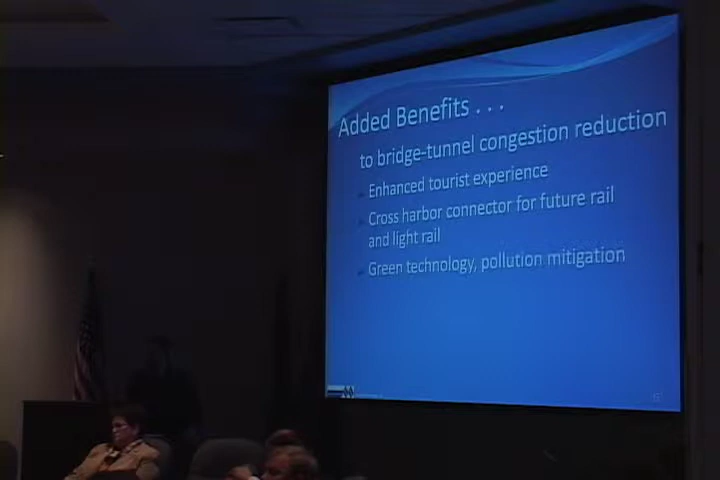 Added Benefits . . .
to bridge-tunnel congestion reduction
Enhanced tourist experience
Cross harbor connector for future rail
and light rail
Green technology, pollution mitigation